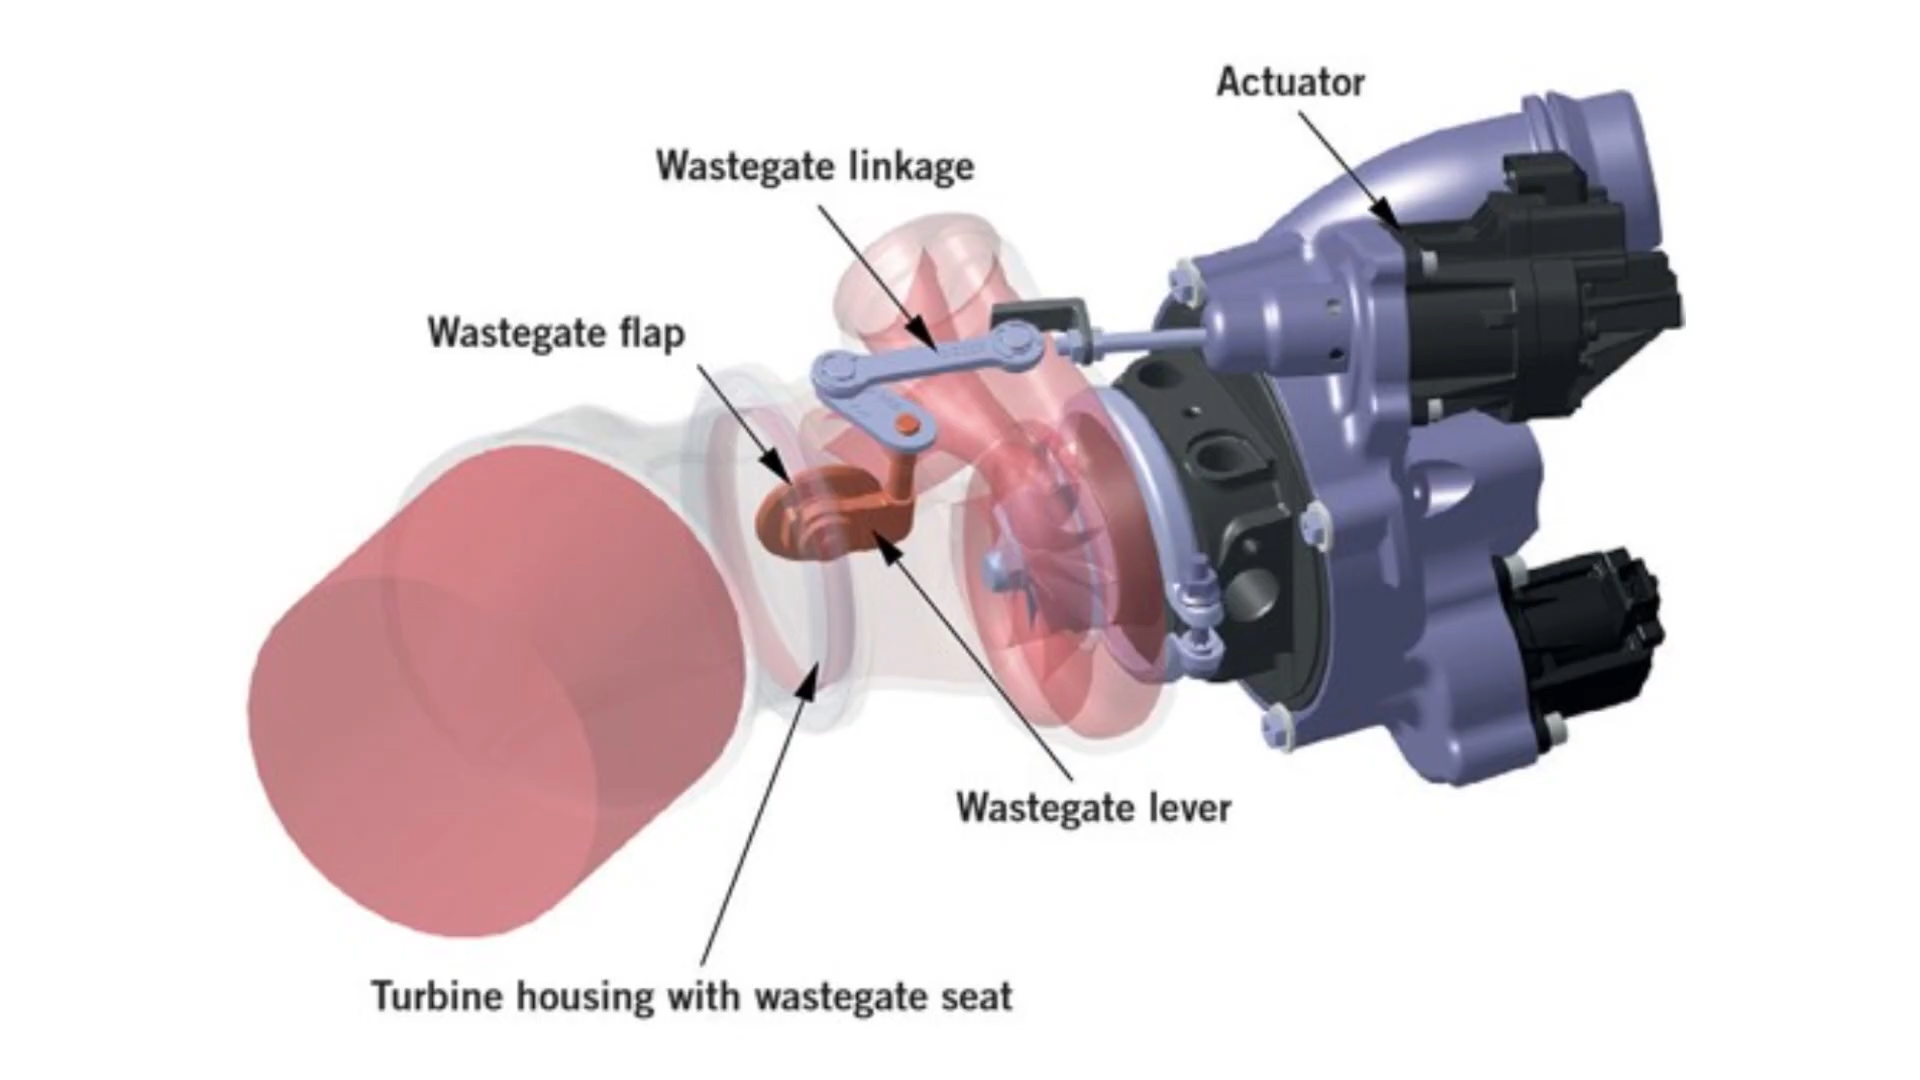 Actuator
Wastegate linkage
Wastegate flap
Wastegate lever
Turbine housing with wastegate seat